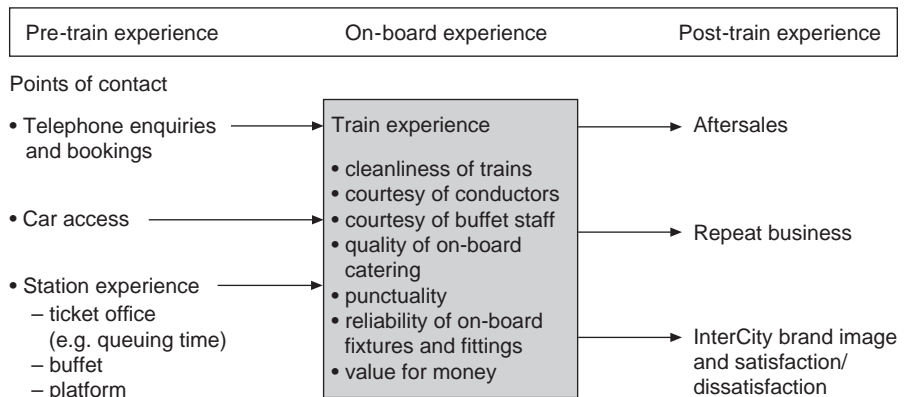 Pre-train experience On-board experience Post-train experience
Points of contact
• Telephone enquiries
and bookings
• Car access
• Station experience
– ticket office
(e.g. queuing time)
– buffet
– platform
Train experience
• cleanliness of trains
• courtesy of conductors
• courtesy of buffet staff
• quality of on-board
catering
• punctuality
• reliability of on-board
fixtures and fittings
• value for money
Aftersales
Repeat business
InterCity brand image
and satisfaction/
dissatisfaction